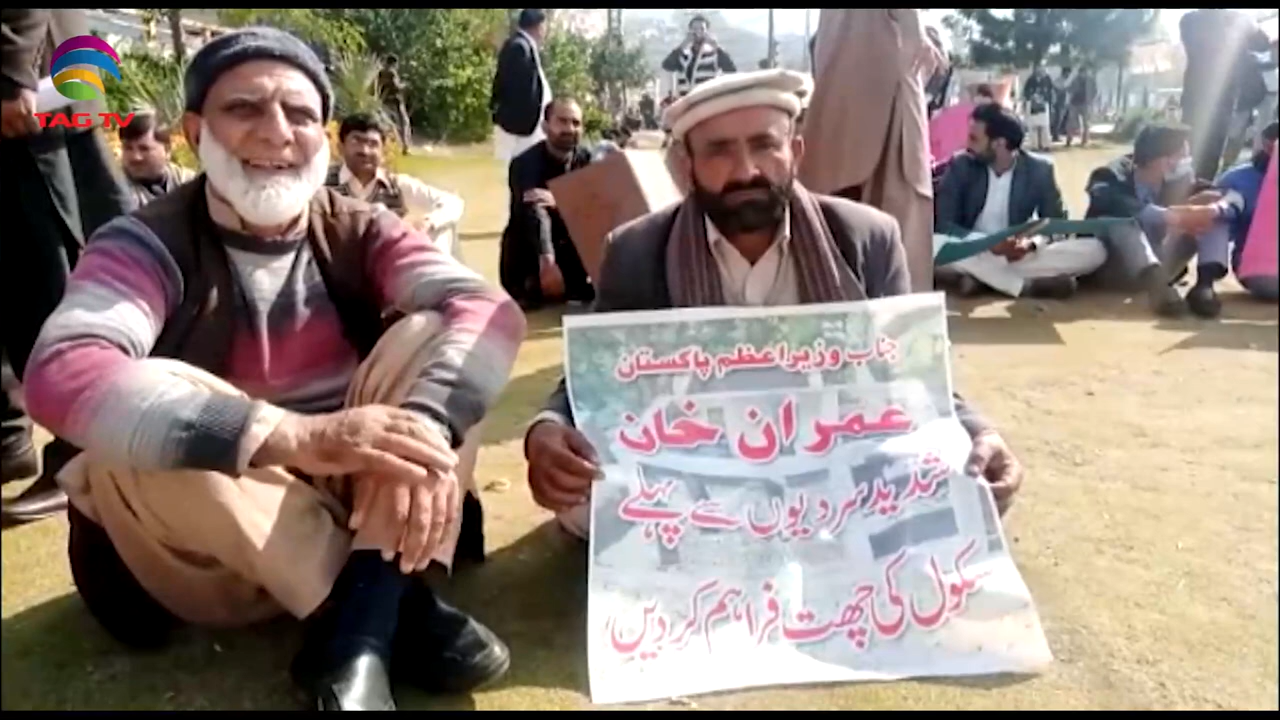 TAG TV
جناب وزیراعظم پاکستان
عمران خان
شدید سردیوں سے پہلے
سکول کی چھت فراہم کردیں